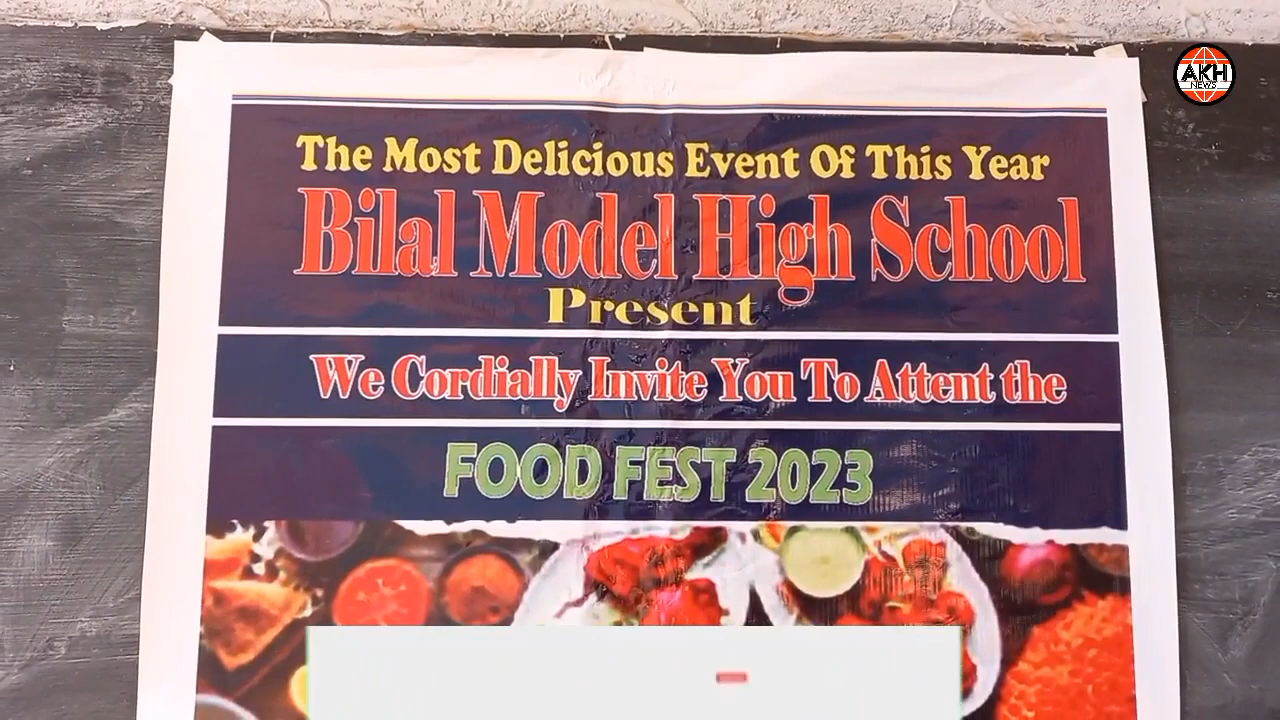 AKH
NEWS
The Most Delicious Event Of This Year
Bilal Model High School
Present
We Cordially Invite You To Attent the
FOOD FEST 2023